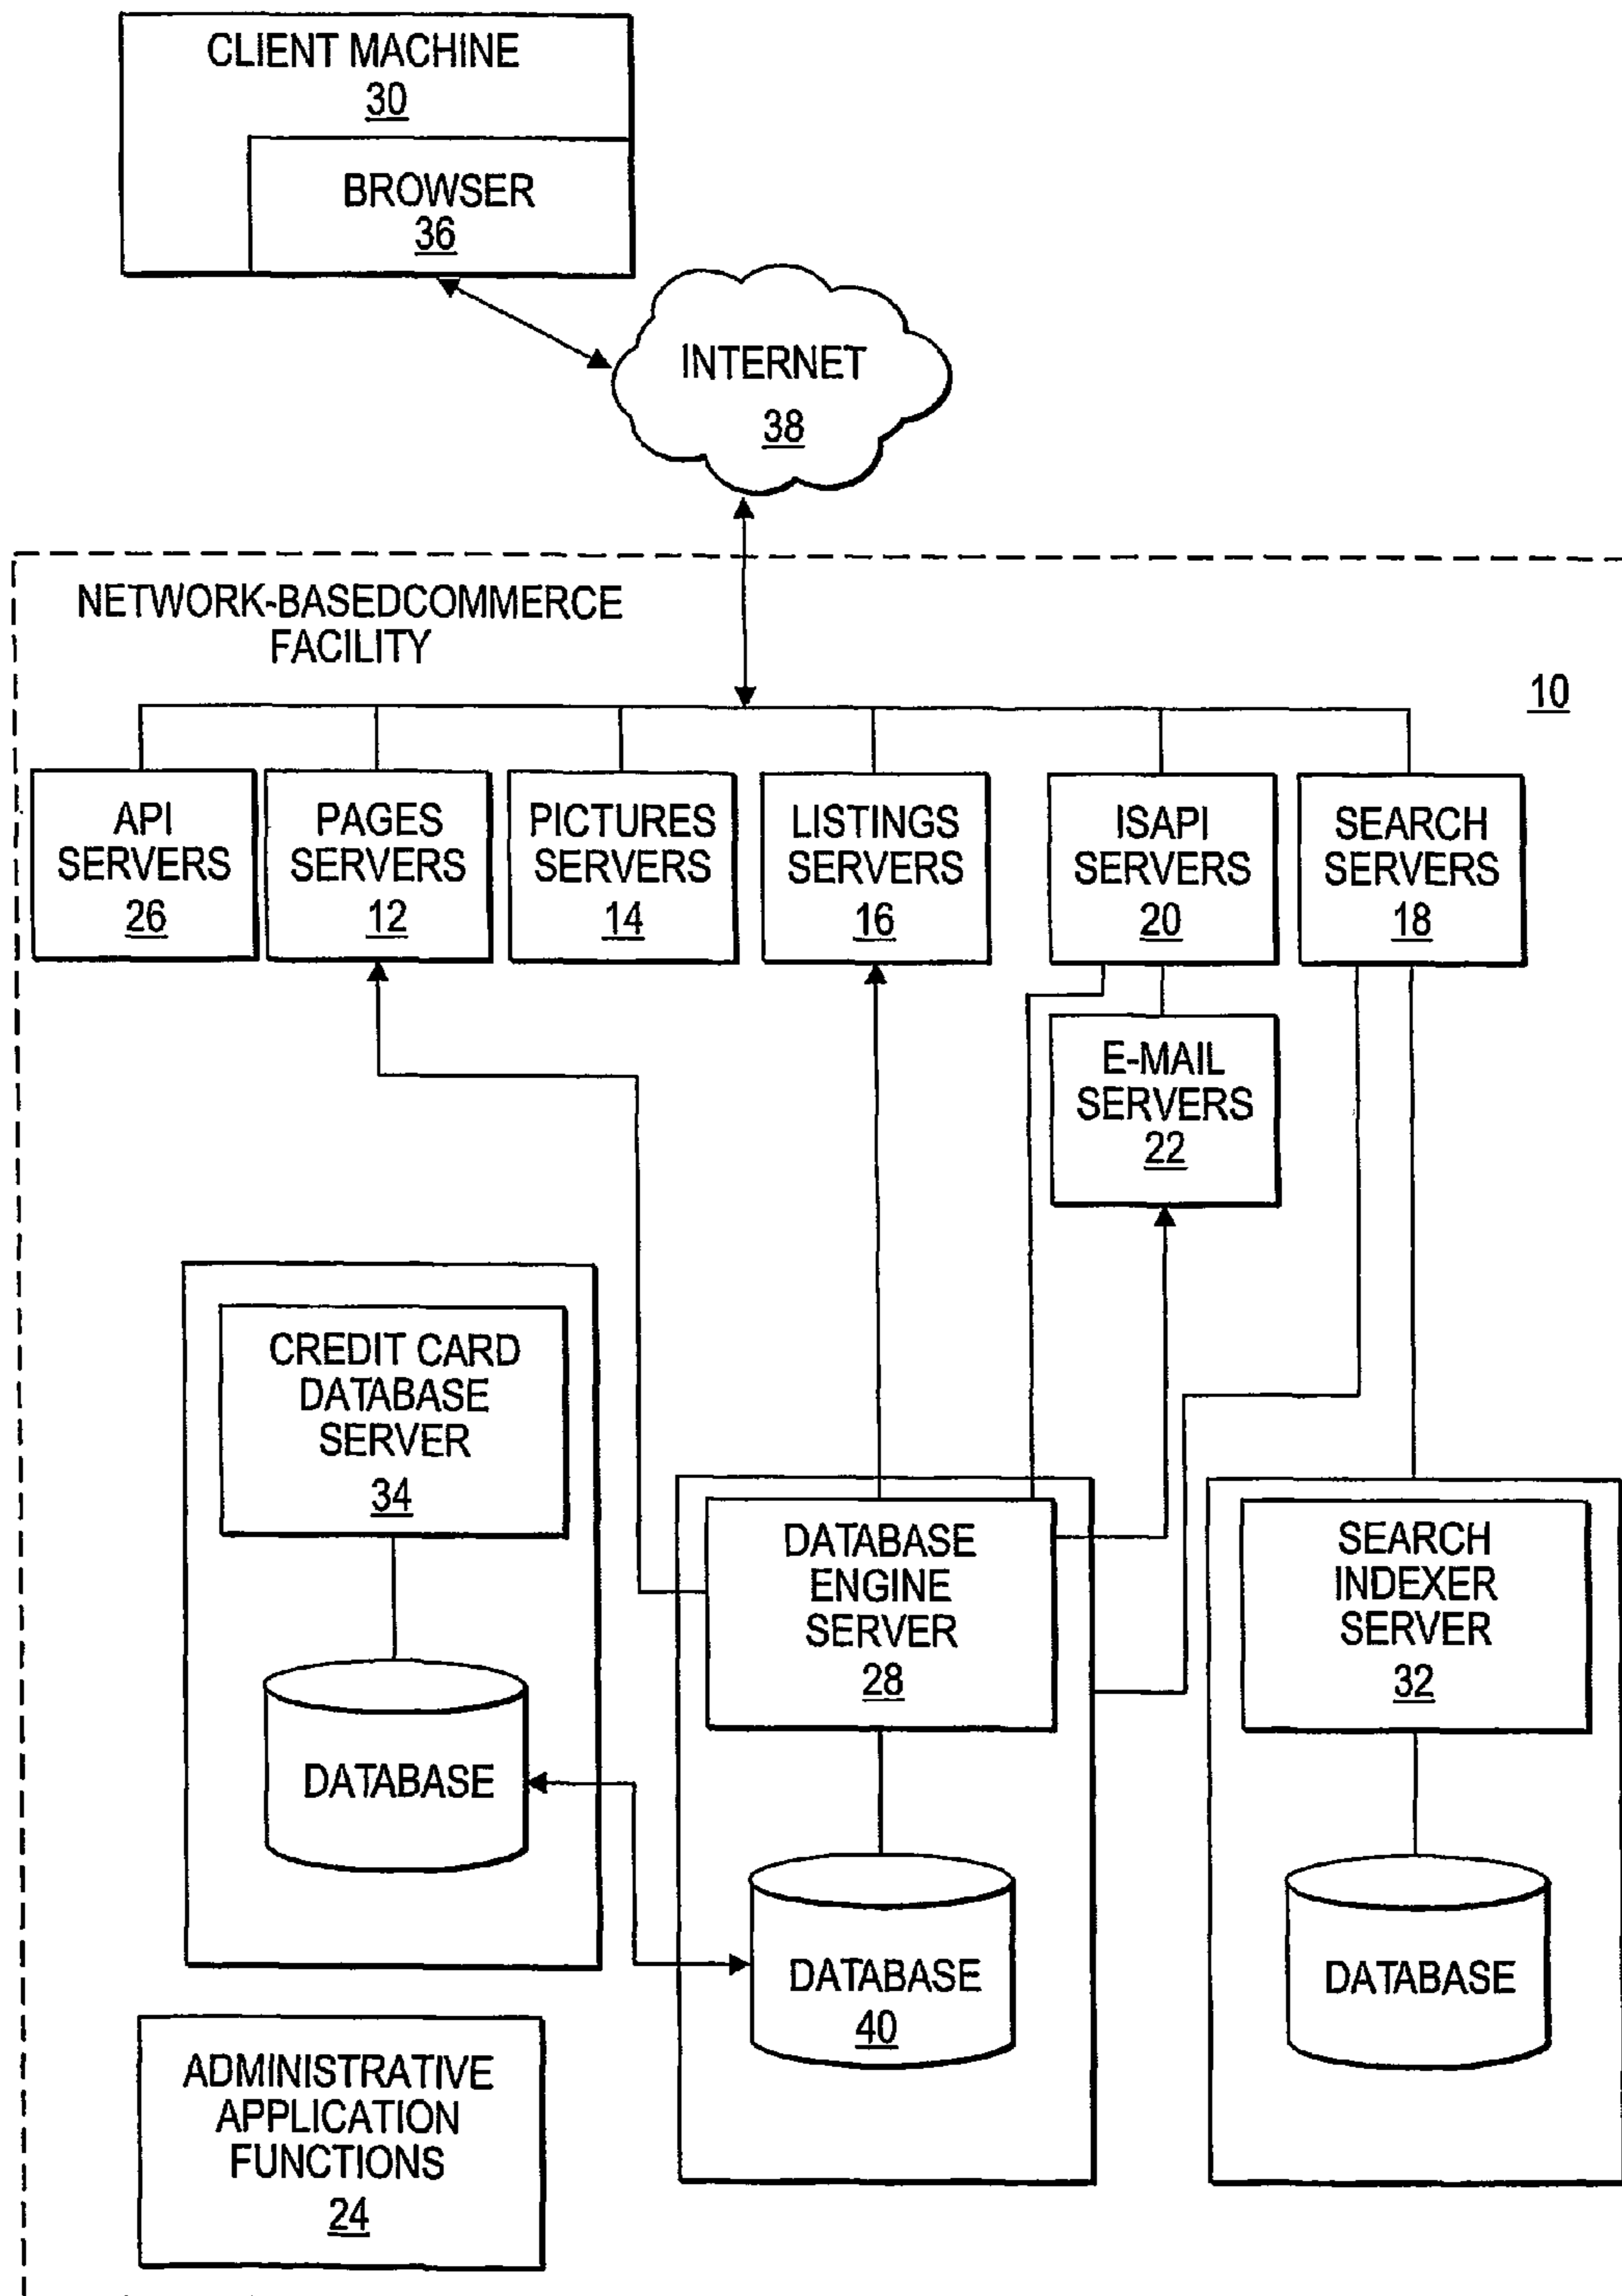 CLIENT MACHINE
30
BROWSER
36
INTERNET
38
NETWORK-BASEDCOMMERCE
FACILITY
10
API
SERVERS
26
PAGES
SERVERS
12
PICTURES
SERVERS
14
LISTINGS
SERVERS
16
ISAPI
SERVERS
20
SEARCH
SERVERS
18
E-MAIL
SERVERS
22
CREDIT CARD
DATABASE
SERVER
34
DATABASE
ENGINE
SERVER
28
SEARCH
INDEXER
SERVER
32
DATABASE
DATABASE
40
DATABASE
ADMINISTRATIVE
APPLICATION
FUNCTIONS
24